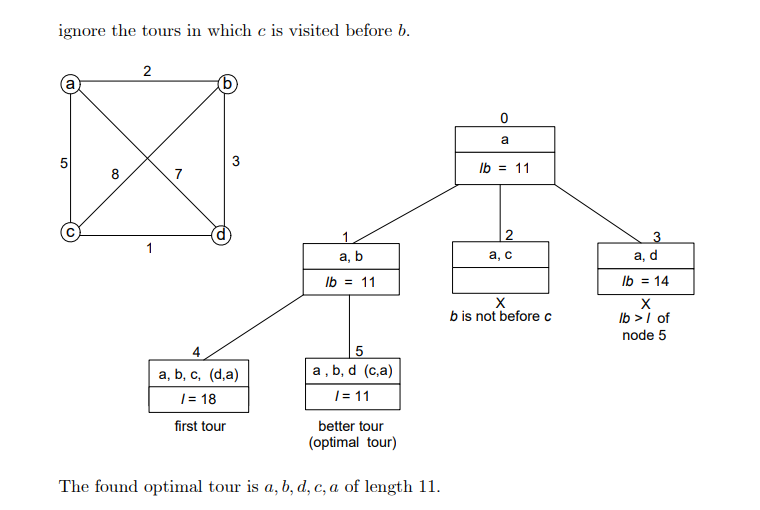 ignore the tours in which c is visited before b.
2
a
b
5
8
7
3
c
d
1
0
a
lb = 11
1
a, b
lb = 11
2
a, c
X
b is not before c
3
a, d
lb = 14
X
lb > l of
node 5
4
a, b, c, (d,a)
l = 18
first tour
5
a , b, d (c,a)
l = 11
better tour
(optimal tour)
The found optimal tour is a, b, d, c, a of length 11.